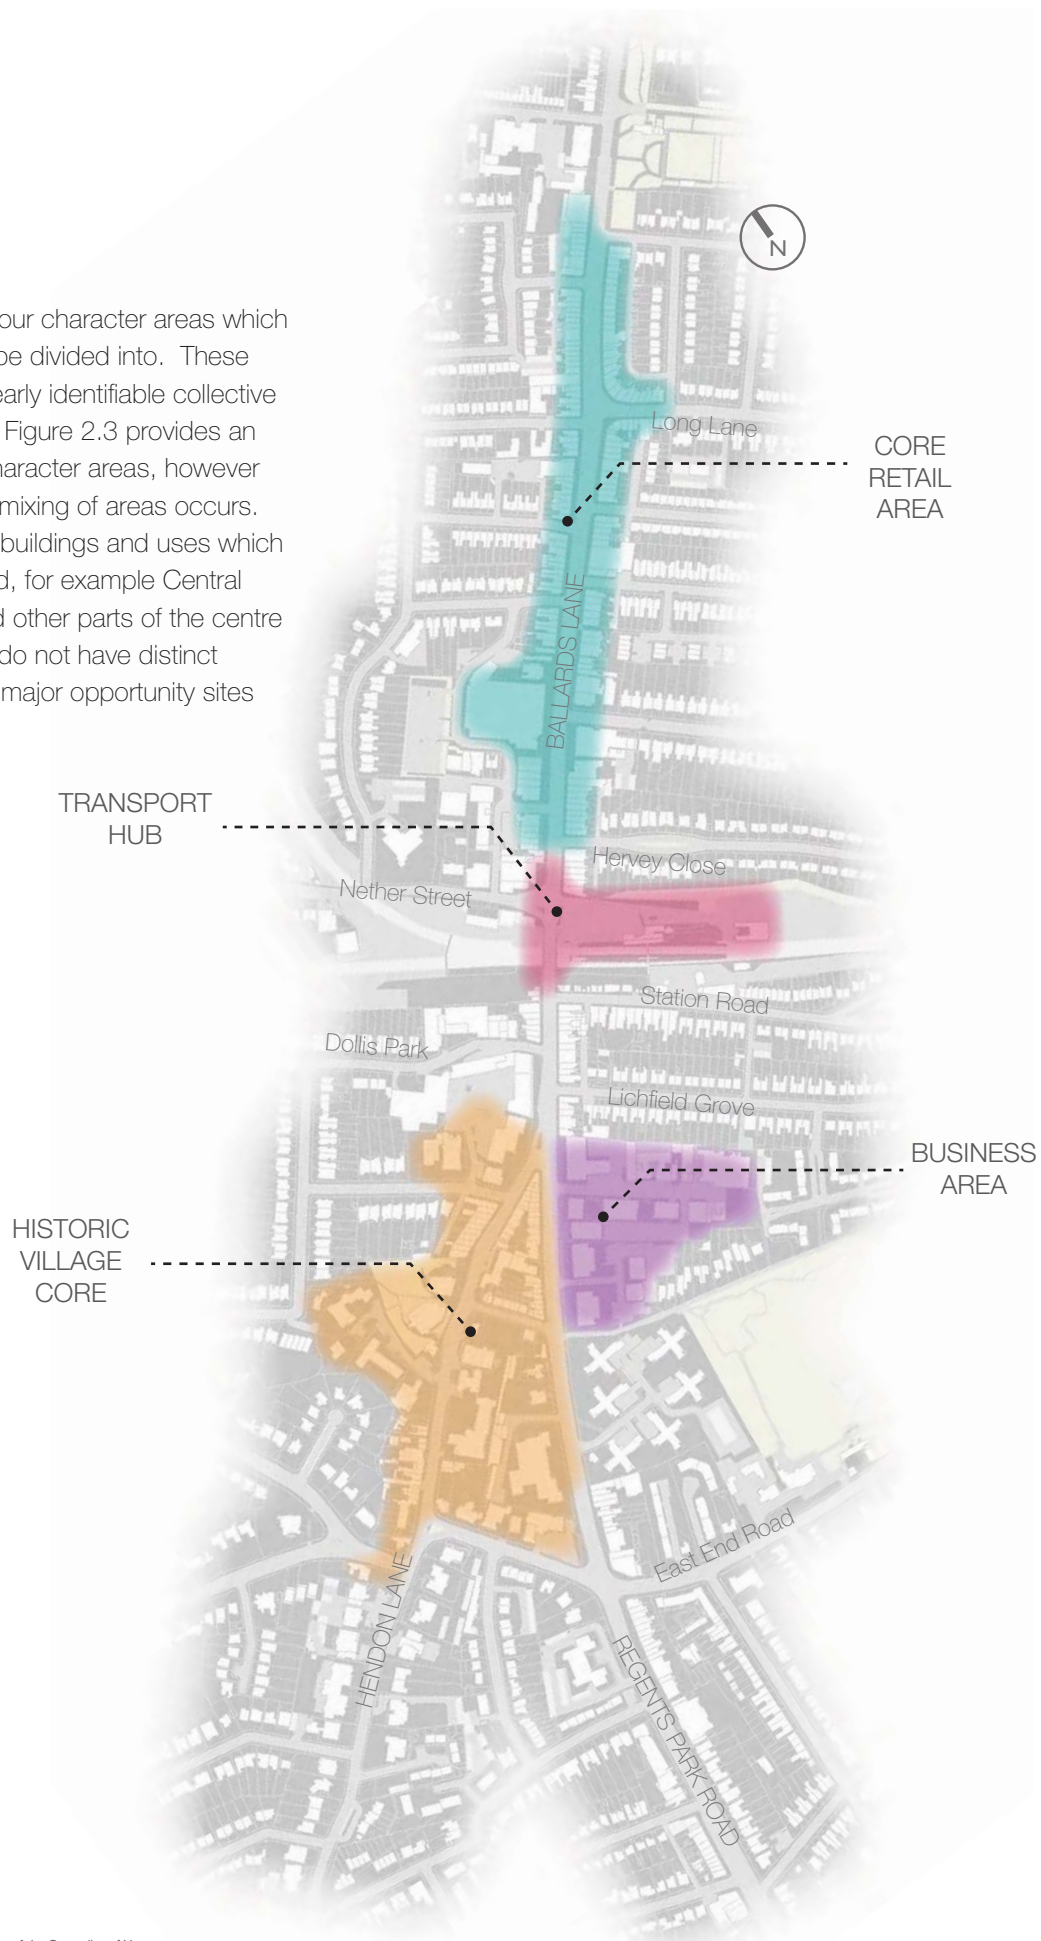 our character areas which
be divided into. These
early identifiable collective
Figure 2.3 provides an
haracter areas, however
mixing of areas occurs.
buildings and uses which
d, for example Central
d other parts of the centre
do not have distinct
major opportunity sites
N
Long Lane
CORE
RETAIL
AREA
BALLARDS LANE
TRANSPORT
HUB
Hervey Close
Nether Street
Station Road
Dollis Park
Lichfield Grove
BUSINESS
AREA
HISTORIC
VILLAGE
CORE
East End Road
HENDON LANE
REGENTS PARK ROAD